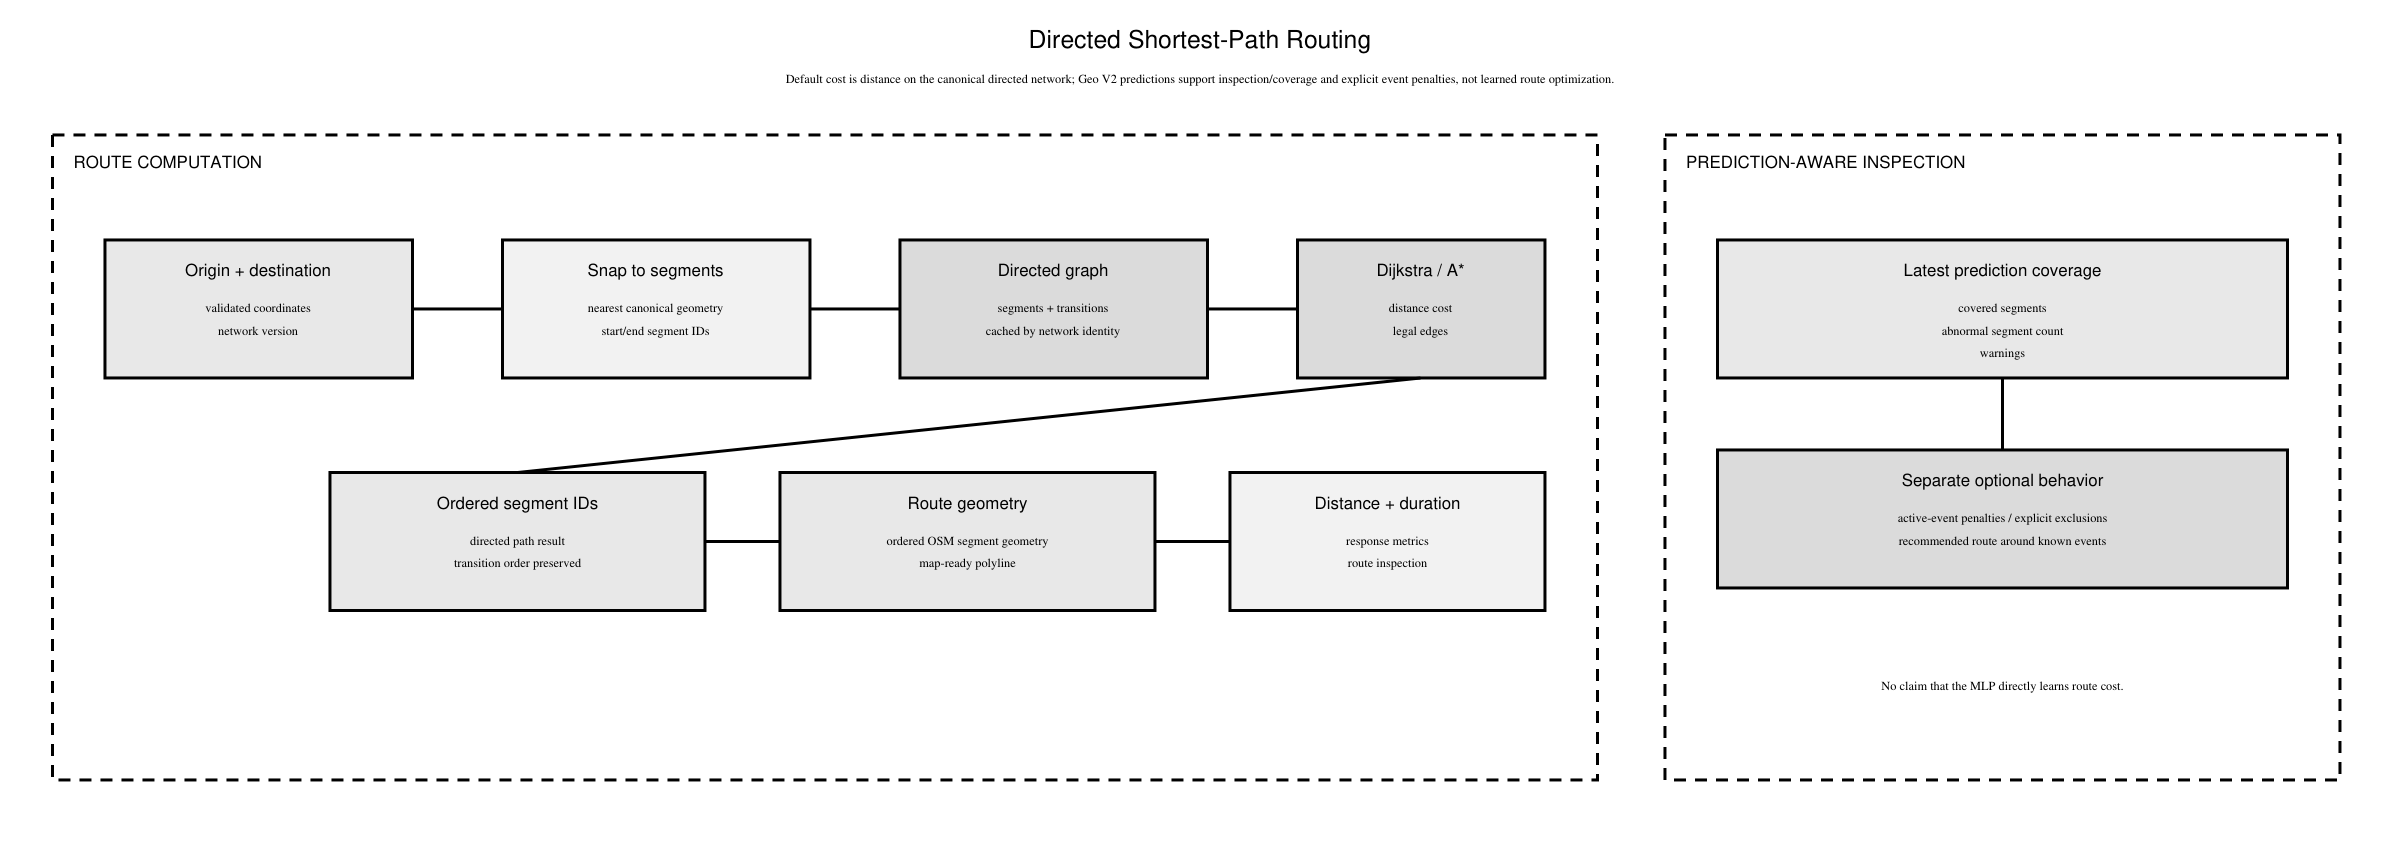 Directed Shortest-Path Routing
Default cost is distance on the canonical directed network; Geo V2 predictions support inspection/coverage and explicit event penalties, not learned route optimization.
ROUTE COMPUTATION
Origin + destination
validated coordinates
network version
Snap to segments
nearest canonical geometry
start/end segment IDs
Directed graph
segments + transitions
cached by network identity
Dijkstra / A*
distance cost
legal edges
Ordered segment IDs
directed path result
transition order preserved
Route geometry
ordered OSM segment geometry
map-ready polyline
Distance + duration
response metrics
route inspection
PREDICTION-AWARE INSPECTION
Latest prediction coverage
covered segments
abnormal segment count
warnings
Separate optional behavior
active-event penalties / explicit exclusions
recommended route around known events
No claim that the MLP directly learns route cost.